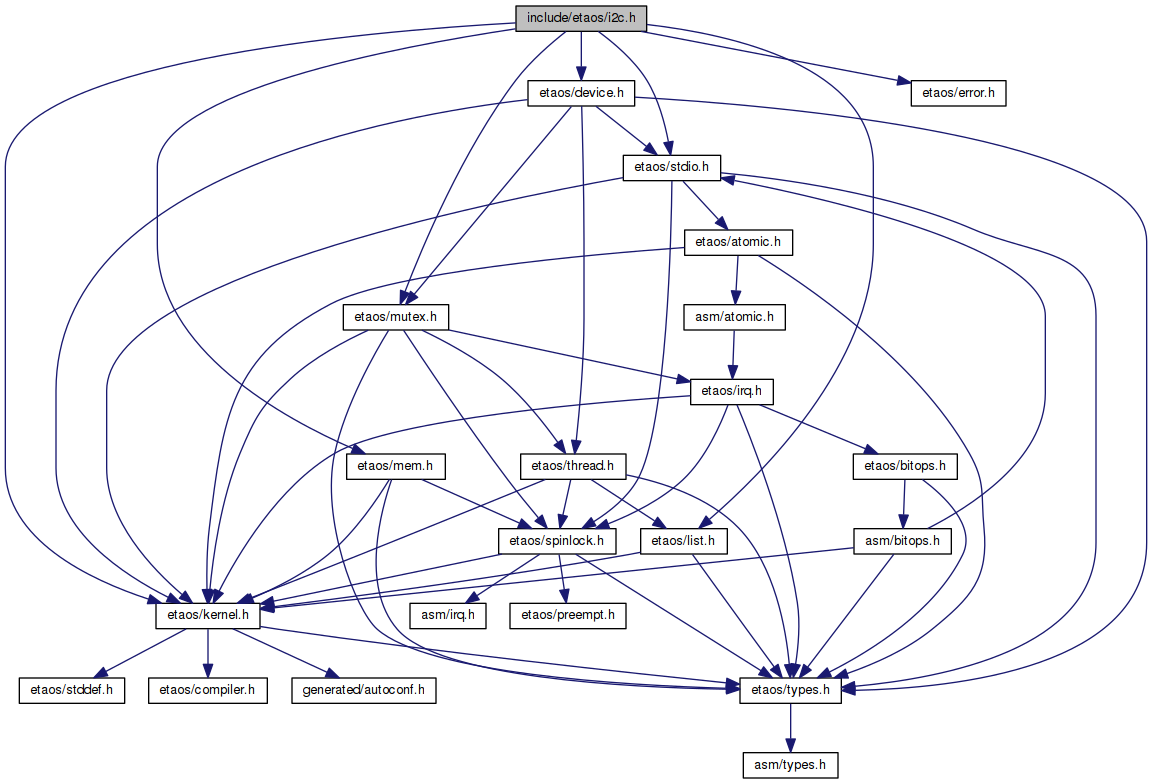 include/etaos/i2c.h
etaos/device.h
etaos/error.h
etaos/stdio.h
etaos/atomic.h
etaos/mutex.h
asm/atomic.h
etaos/irq.h
etaos/mem.h
etaos/thread.h
etaos/bitops.h
etaos/spinlock.h
etaos/list.h
asm/bitops.h
etaos/kernel.h
asm/irq.h
etaos/preempt.h
etaos/stddef.h
etaos/compiler.h
generated/autoconf.h
etaos/types.h
asm/types.h